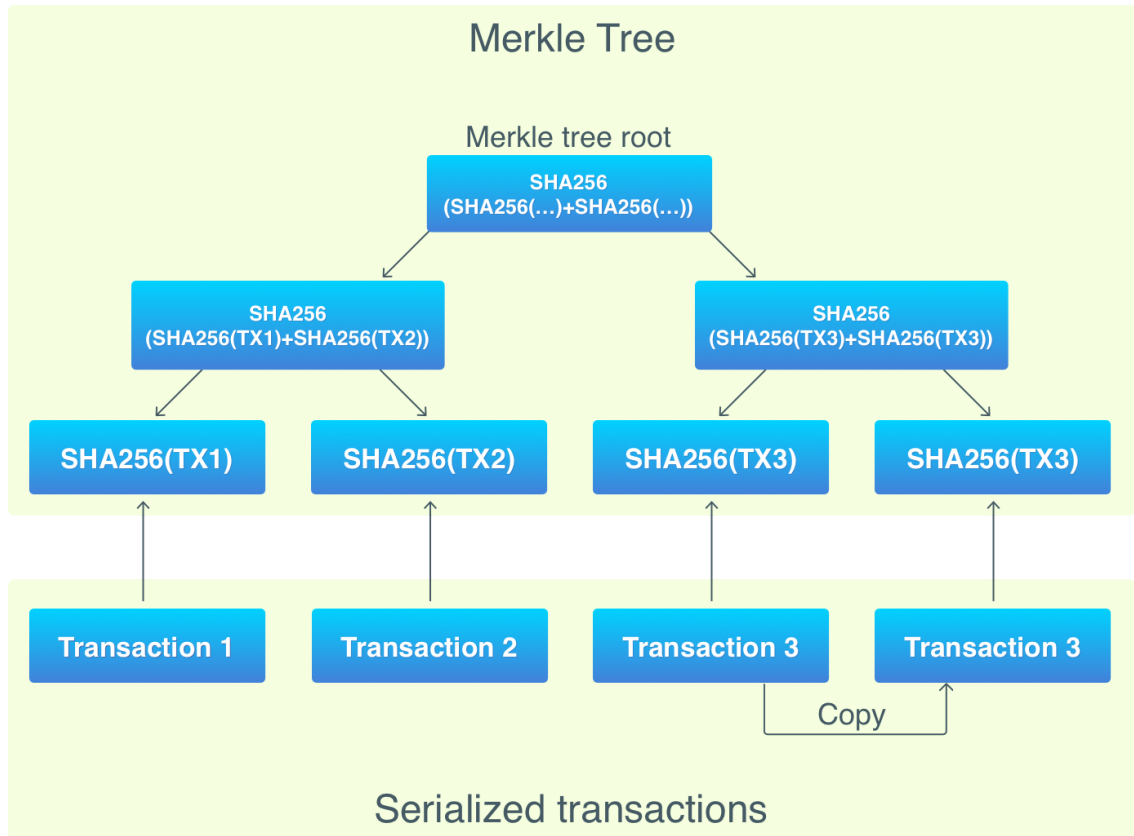 Merkle Tree
Merkle tree root
SHA256
(SHA256(...)+SHA256(...))
SHA256
(SHA256(TX1)+SHA256(TX2))
SHA256
(SHA256(TX3)+SHA256(TX3))
SHA256(TX1)
SHA256(TX2)
SHA256(TX3)
SHA256(TX3)
Transaction 1
Transaction 2
Transaction 3
Transaction 3
Copy
Serialized transactions